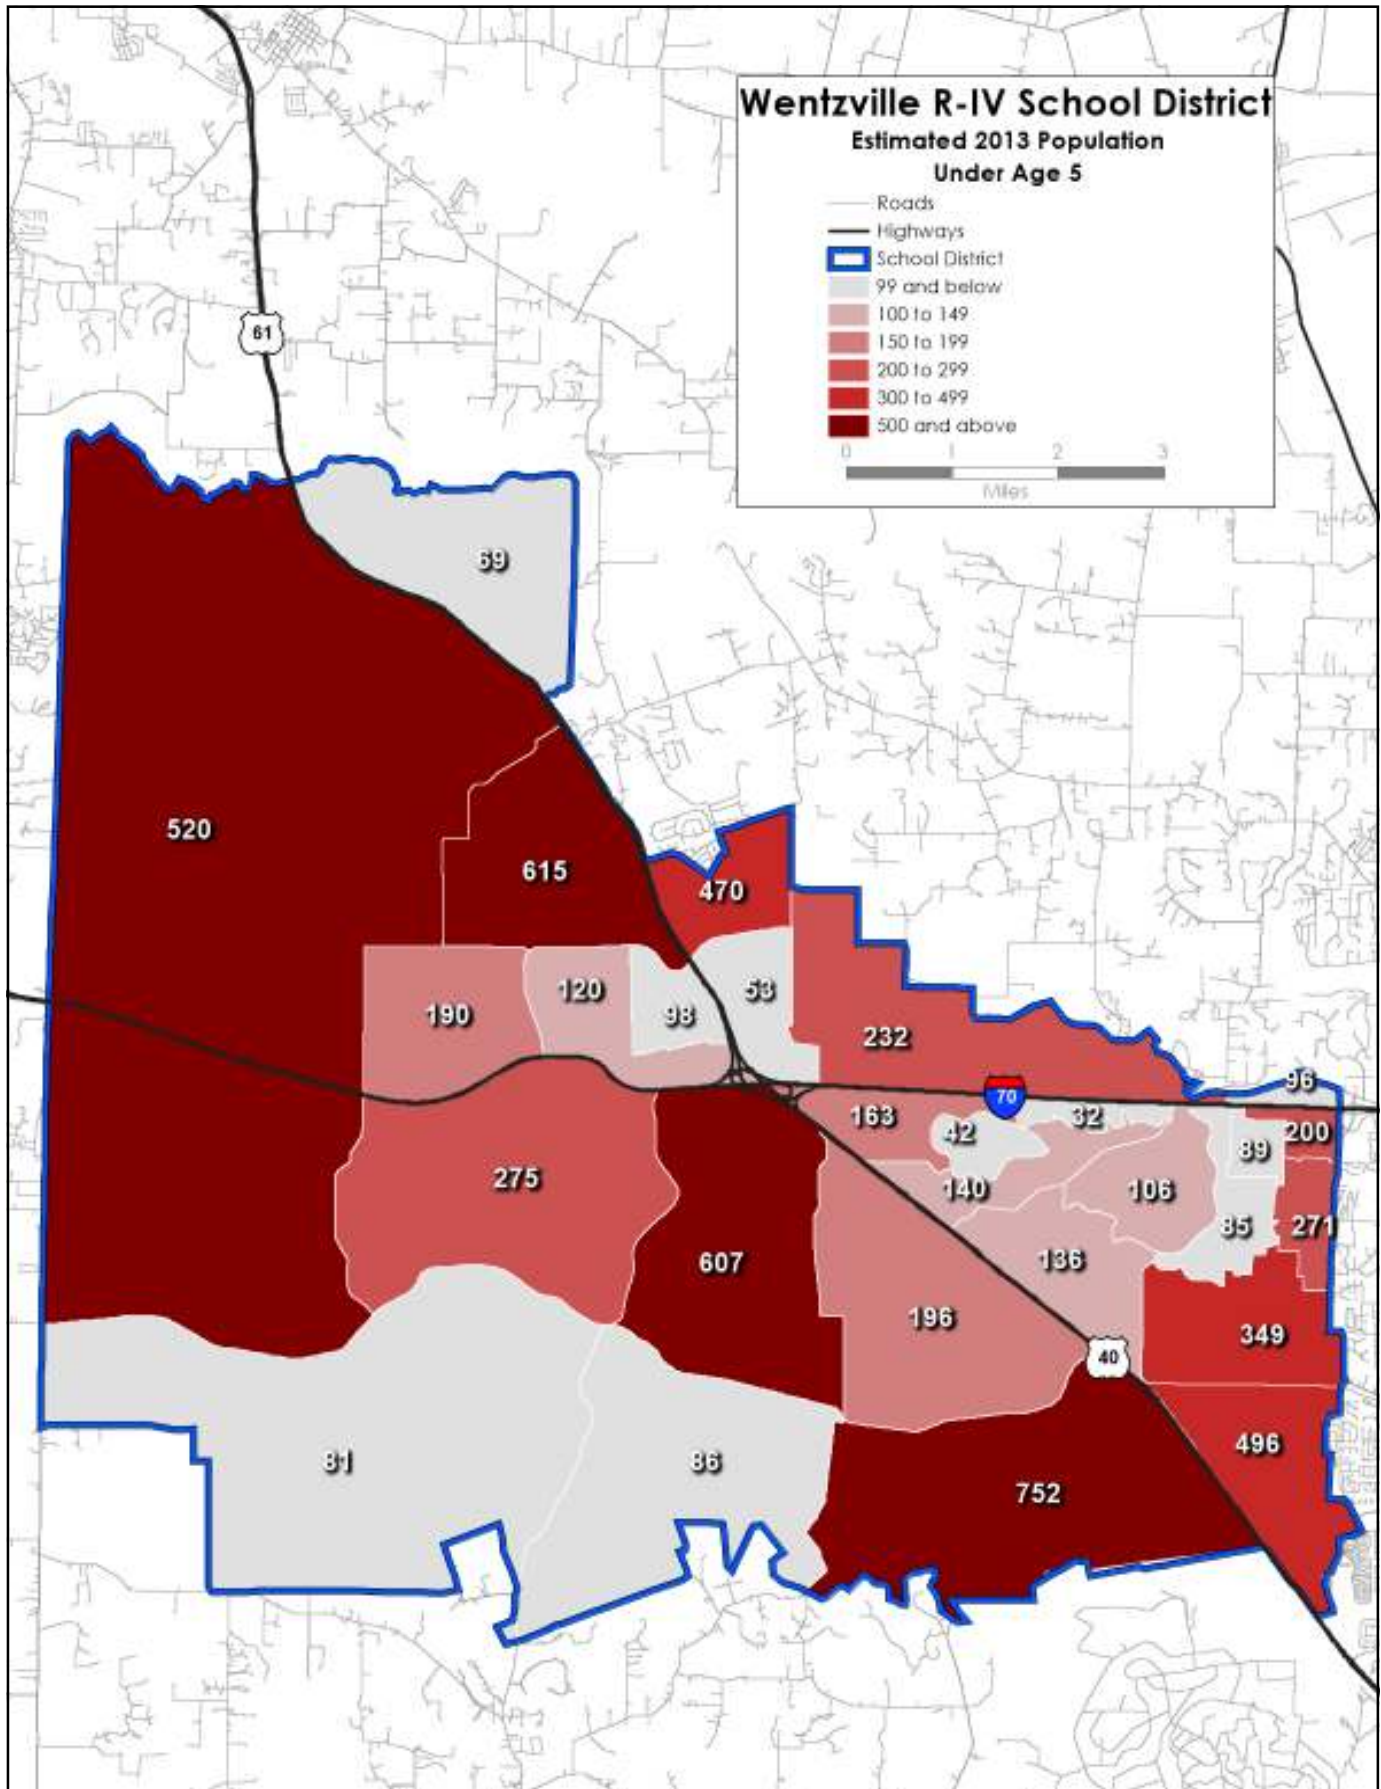 Wentzville R-IV School District
Estimated 2013 Population
Under Age 5
Roads
Highways
School District
99 and below
100 to 149
150 to 199
200 to 299
300 to 499
500 and above
0 1 2 3
Miles
61
69
520
615
470
190
120
98
53
232
96
70
163
42
32
89
200
275
140
106
85
271
607
136
196
349
40
81
86
496
752